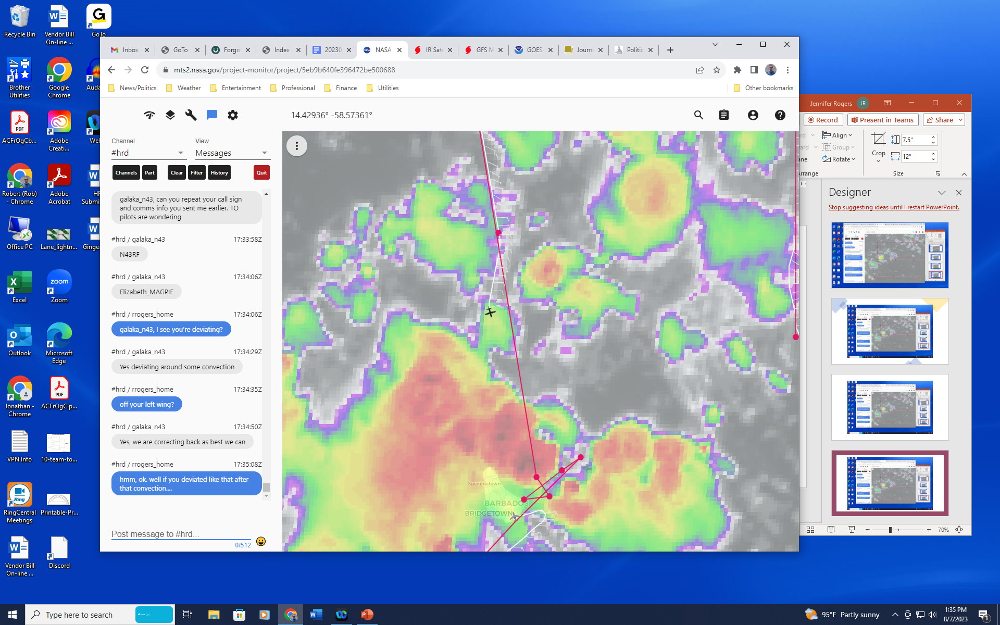 Recycle Bin
Vendor Bill
On-line ...
GoTo
Brother
Utilities
Google
Chrome
Auda
ACFrOgCb...
Adobe
Creati...
Wel
Robert (Rob)
- Chrome
Adobe
Acrobat
HF
Submis
Office PC
Lane_lightn...
Ginger
Excel
Zoom
zoom
Outlook
Microsoft
Edge
Jonathan -
Chrome
ACFrOgClp...
VPN Info
10-team-to...
RingCentral
Meetings
Ring
Printable-Pr...
Vendor Bill
On-line ...
Discord
Inbox
GoTo
Forgo
Index
20230
NASA
IR Sate
GFS M
GOES-
Journa
Politic
mts2.nasa.gov/project-monitor/project/5eb9b640fe396472be500688
News/Politics
Weather
Entertainment
Professional
Finance
Utilities
Other bookmarks
14.42936° -58.57361°
Channel
View
#hrd
Messages
Channels
Part
Clear
Filter
History
Quit
galaka_n43, can you repeat your call sign
and comms info you sent me earlier. TO
pilots are wondering
#hrd / galaka_n43 17:33:58Z
N43RF
#hrd / galaka_n43 17:34:06Z
Elizabeth_MAGPIE
#hrd / rrogers_home 17:34:06Z
galaka_n43, I see you're deviating?
#hrd / galaka_n43 17:34:29Z
Yes deviating around some convection
#hrd / rrogers_home 17:34:35Z
off your left wing?
#hrd / galaka_n43 17:34:50Z
Yes, we are correcting back as best we can
#hrd / rrogers_home 17:35:08Z
hmm, ok. well if you deviated like that after
that convection....
Post message to #hrd...
0/512
Speightstown
BARBADOS
BRIDGETOWN
Jennifer Rogers
JR
Record
Present in Teams
Share
Align
Group
Rotate
Crop
7.5"
12"
Arrange
Size
Designer
Stop suggesting ideas until I restart PowerPoint.
70%
Type here to search
95°F Partly sunny
1:35 PM
8/7/2023
1